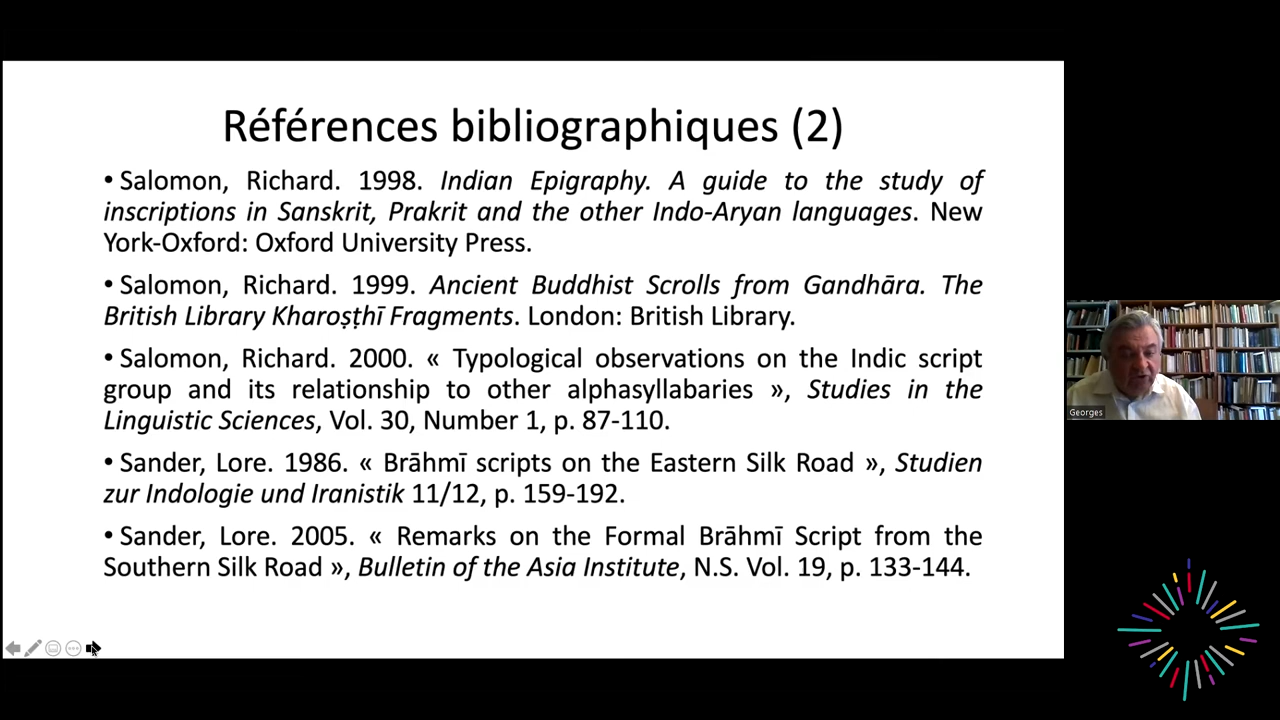 Références bibliographiques (2)
• Salomon, Richard. 1998. Indian Epigraphy. A guide to the study of
inscriptions in Sanskrit, Prakrit and the other Indo-Aryan languages. New
York-Oxford: Oxford University Press.
• Salomon, Richard. 1999. Ancient Buddhist Scrolls from Gandhāra. The
British Library Kharoṣṭhī Fragments. London: British Library.
• Salomon, Richard. 2000. « Typological observations on the Indic script
group and its relationship to other alphasyllabaries », Studies in the
Linguistic Sciences, Vol. 30, Number 1, p. 87-110.
• Sander, Lore. 1986. « Brāhmī scripts on the Eastern Silk Road », Studien
zur Indologie und Iranistik 11/12, p. 159-192.
• Sander, Lore. 2005. « Remarks on the Formal Brāhmī Script from the
Southern Silk Road », Bulletin of the Asia Institute, N.S. Vol. 19, p. 133-144.
Georges